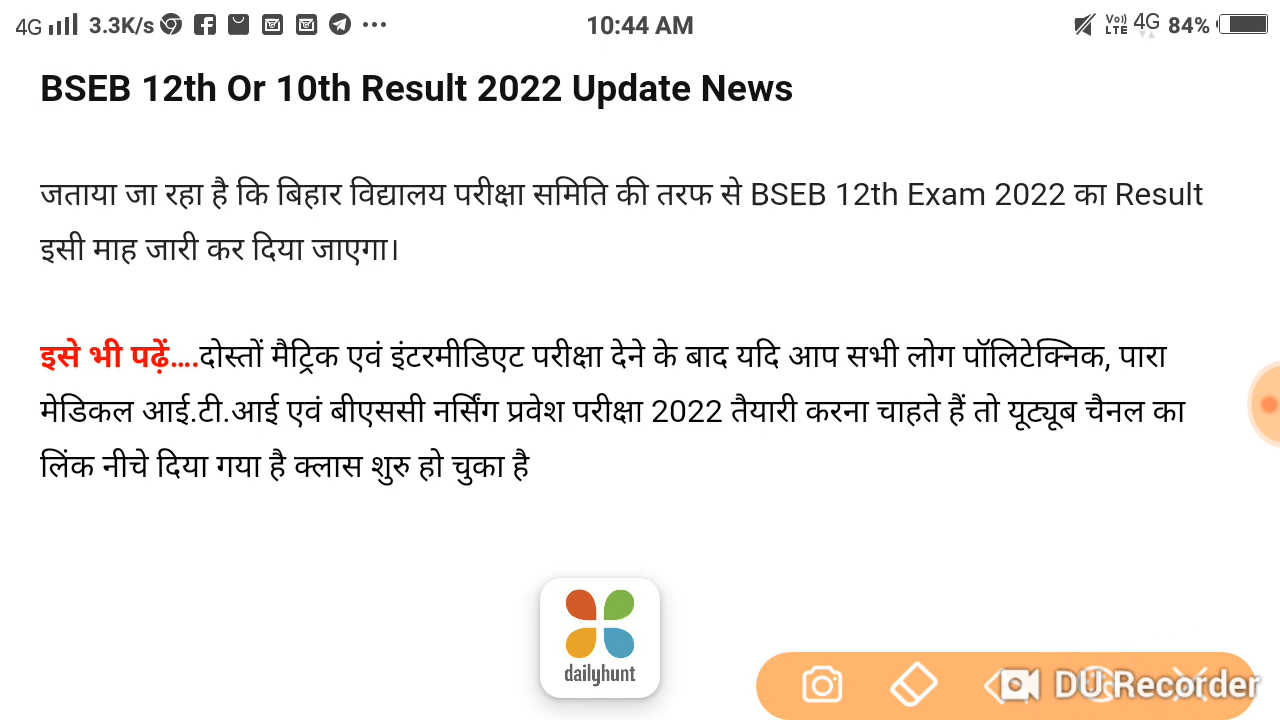 4G 3.3K/s 10:44 AM Vo) LTE 4G 84%
BSEB 12th Or 10th Result 2022 Update News
जताया जा रहा है कि बिहार विद्यालय परीक्षा समिति की तरफ से BSEB 12th Exam 2022 का Result
इसी माह जारी कर दिया जाएगा।
इसे भी पढ़ें....दोस्तों मैट्रिक एवं इंटरमीडिएट परीक्षा देने के बाद यदि आप सभी लोग पॉलिटेक्निक, पारा
मेडिकल आई.टी.आई एवं बीएससी नर्सिंग प्रवेश परीक्षा 2022 तैयारी करना चाहते हैं तो यूट्यूब चैनल का
लिंक नीचे दिया गया है क्लास शुरु हो चुका है
dailyhunt
DU Recorder